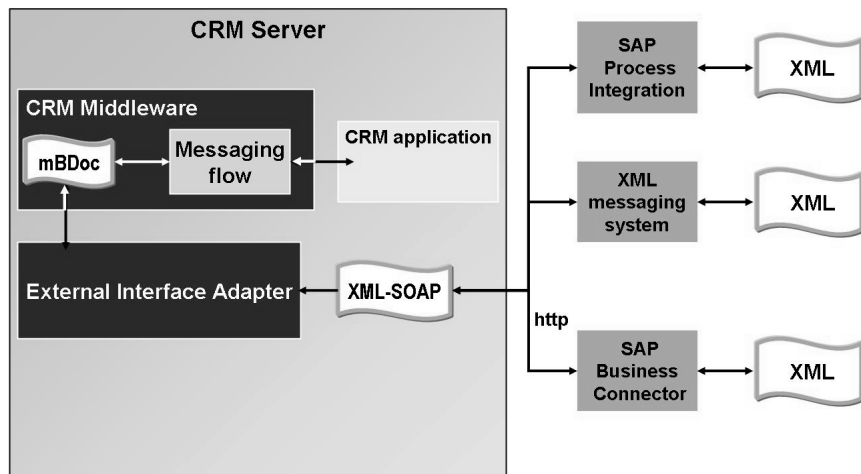 CRM Server
CRM Middleware
mBDoc
Messaging
flow
CRM application
External Interface Adapter
XML-SOAP
http
SAP
Process
Integration
XML
XML
messaging
system
XML
SAP
Business
Connector
XML